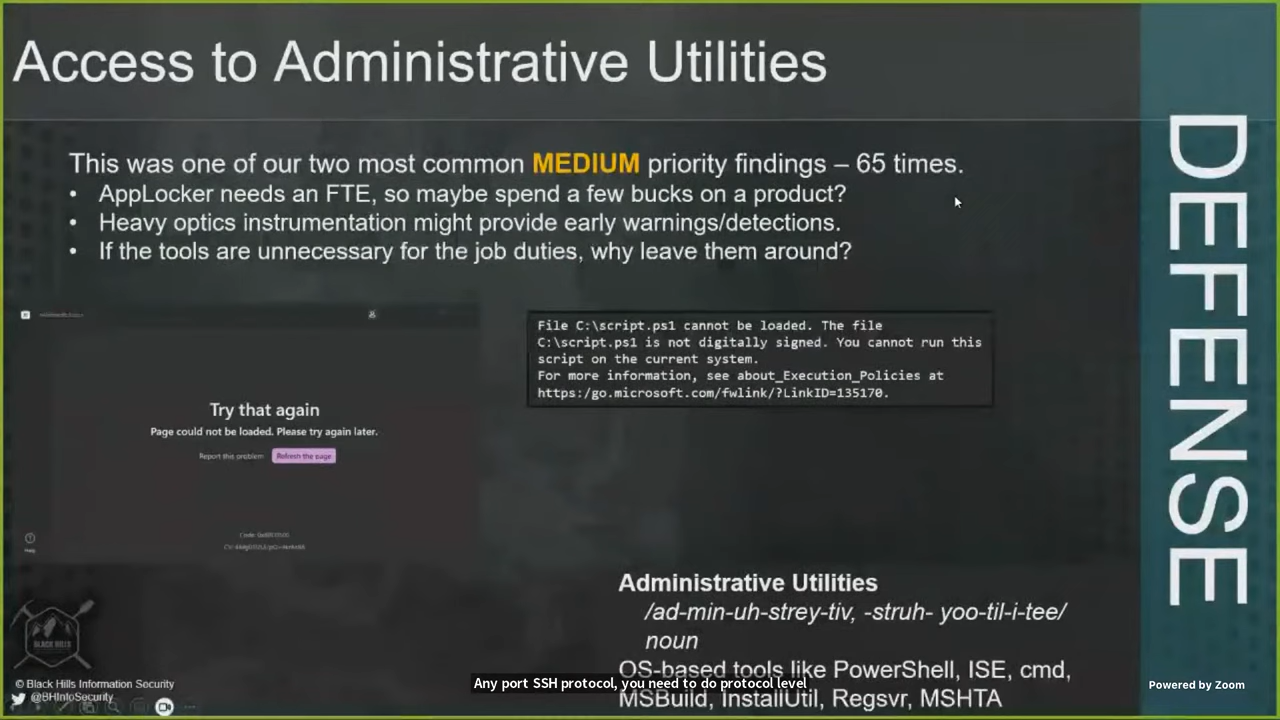 Access to Administrative Utilities
DEFENSE
This was one of our two most common MEDIUM priority findings – 65 times.
• AppLocker needs an FTE, so maybe spend a few bucks on a product?
• Heavy optics instrumentation might provide early warnings/detections.
• If the tools are unnecessary for the job duties, why leave them around?
File C:\script.ps1 cannot be loaded. The file
C:\script.ps1 is not digitally signed. You cannot run this
script on the current system.
For more information, see about_Execution_Policies at
https:/go.microsoft.com/fwlink/?LinkID=135170.
Try that again
Page could not be loaded. Please try again later.
Report this problem Refresh the page
Administrative Utilities
/ad-min-uh-strey-tiv, -struh- yoo-til-i-tee/
noun
OS-based tools like PowerShell, ISE, cmd,
MSBuild, InstallUtil, Regsvr, MSHTA
Any port SSH protocol, you need to do protocol level
BLACK HILLS
© Black Hills Information Security
@BHInfoSecurity
Powered by Zoom